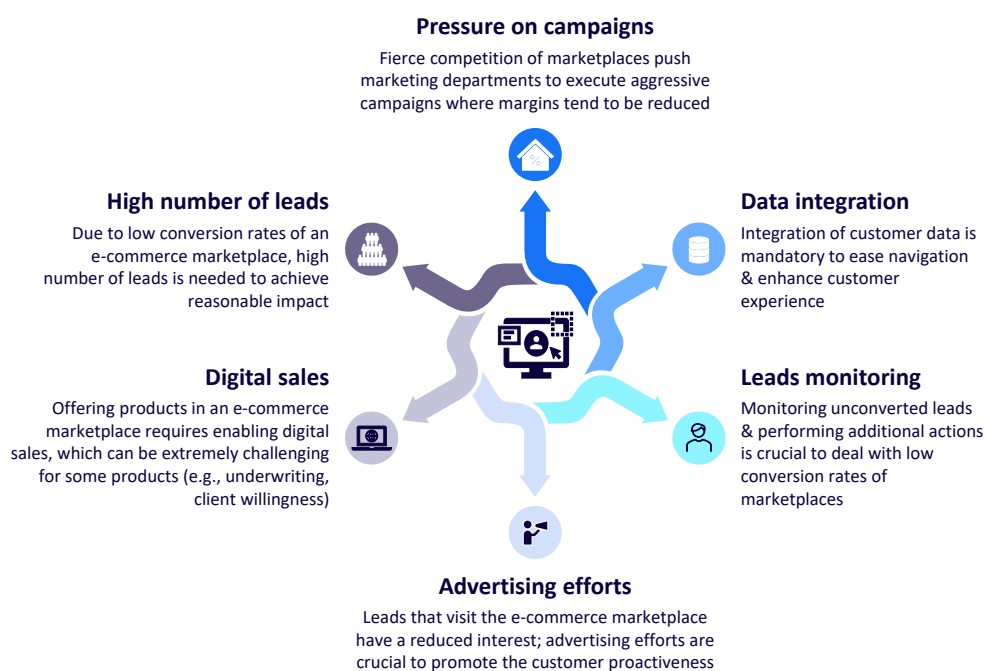 Pressure on campaigns
Fierce competition of marketplaces push
marketing departments to execute aggressive
campaigns where margins tend to be reduced
%
High number of leads
Due to low conversion rates of an
e-commerce marketplace, high
number of leads is needed to achieve
reasonable impact
Data integration
Integration of customer data is
mandatory to ease navigation
& enhance customer
experience
Digital sales
Offering products in an e-commerce
marketplace requires enabling digital
sales, which can be extremely challenging
for some products (e.g., underwriting,
client willingness)
Leads monitoring
Monitoring unconverted leads
& performing additional actions
is crucial to deal with low
conversion rates of
marketplaces
Advertising efforts
Leads that visit the e-commerce marketplace
have a reduced interest; advertising efforts are
crucial to promote the customer proactiveness